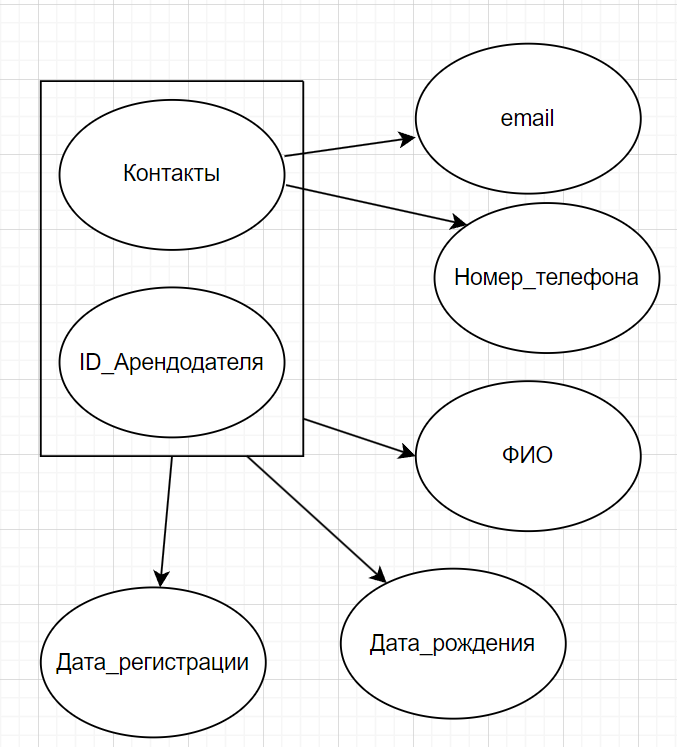 email
Контакты
Номер_телефона
ID_Арендодателя
ФИО
Дата_рождения
Дата_регистрации